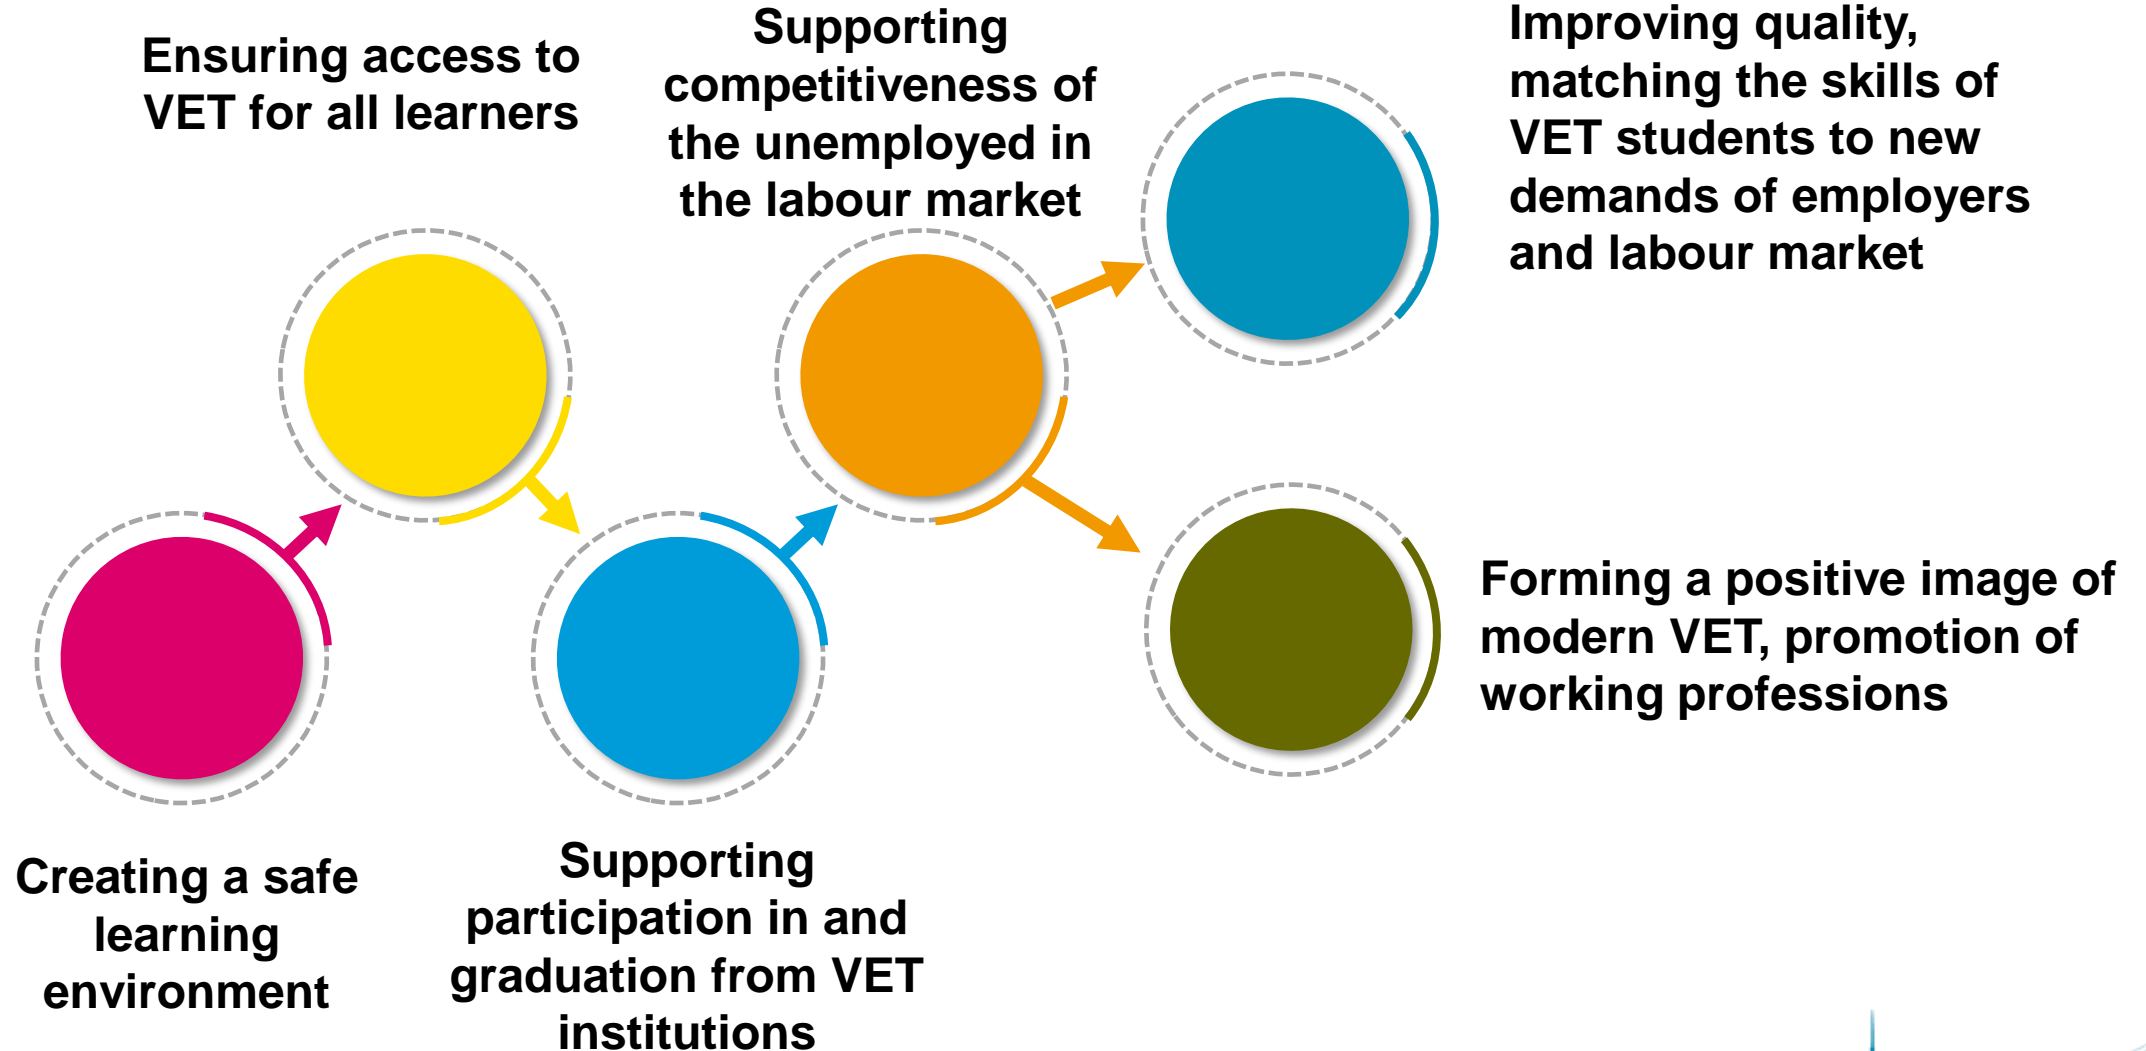 Ensuring access to
VET for all learners
Supporting
competitiveness of
the unemployed in
the labour market
Improving quality,
matching the skills of
VET students to new
demands of employers
and labour market
Forming a positive image of
modern VET, promotion of
working professions
Creating a safe
learning
environment
Supporting
participation in and
graduation from VET
institutions